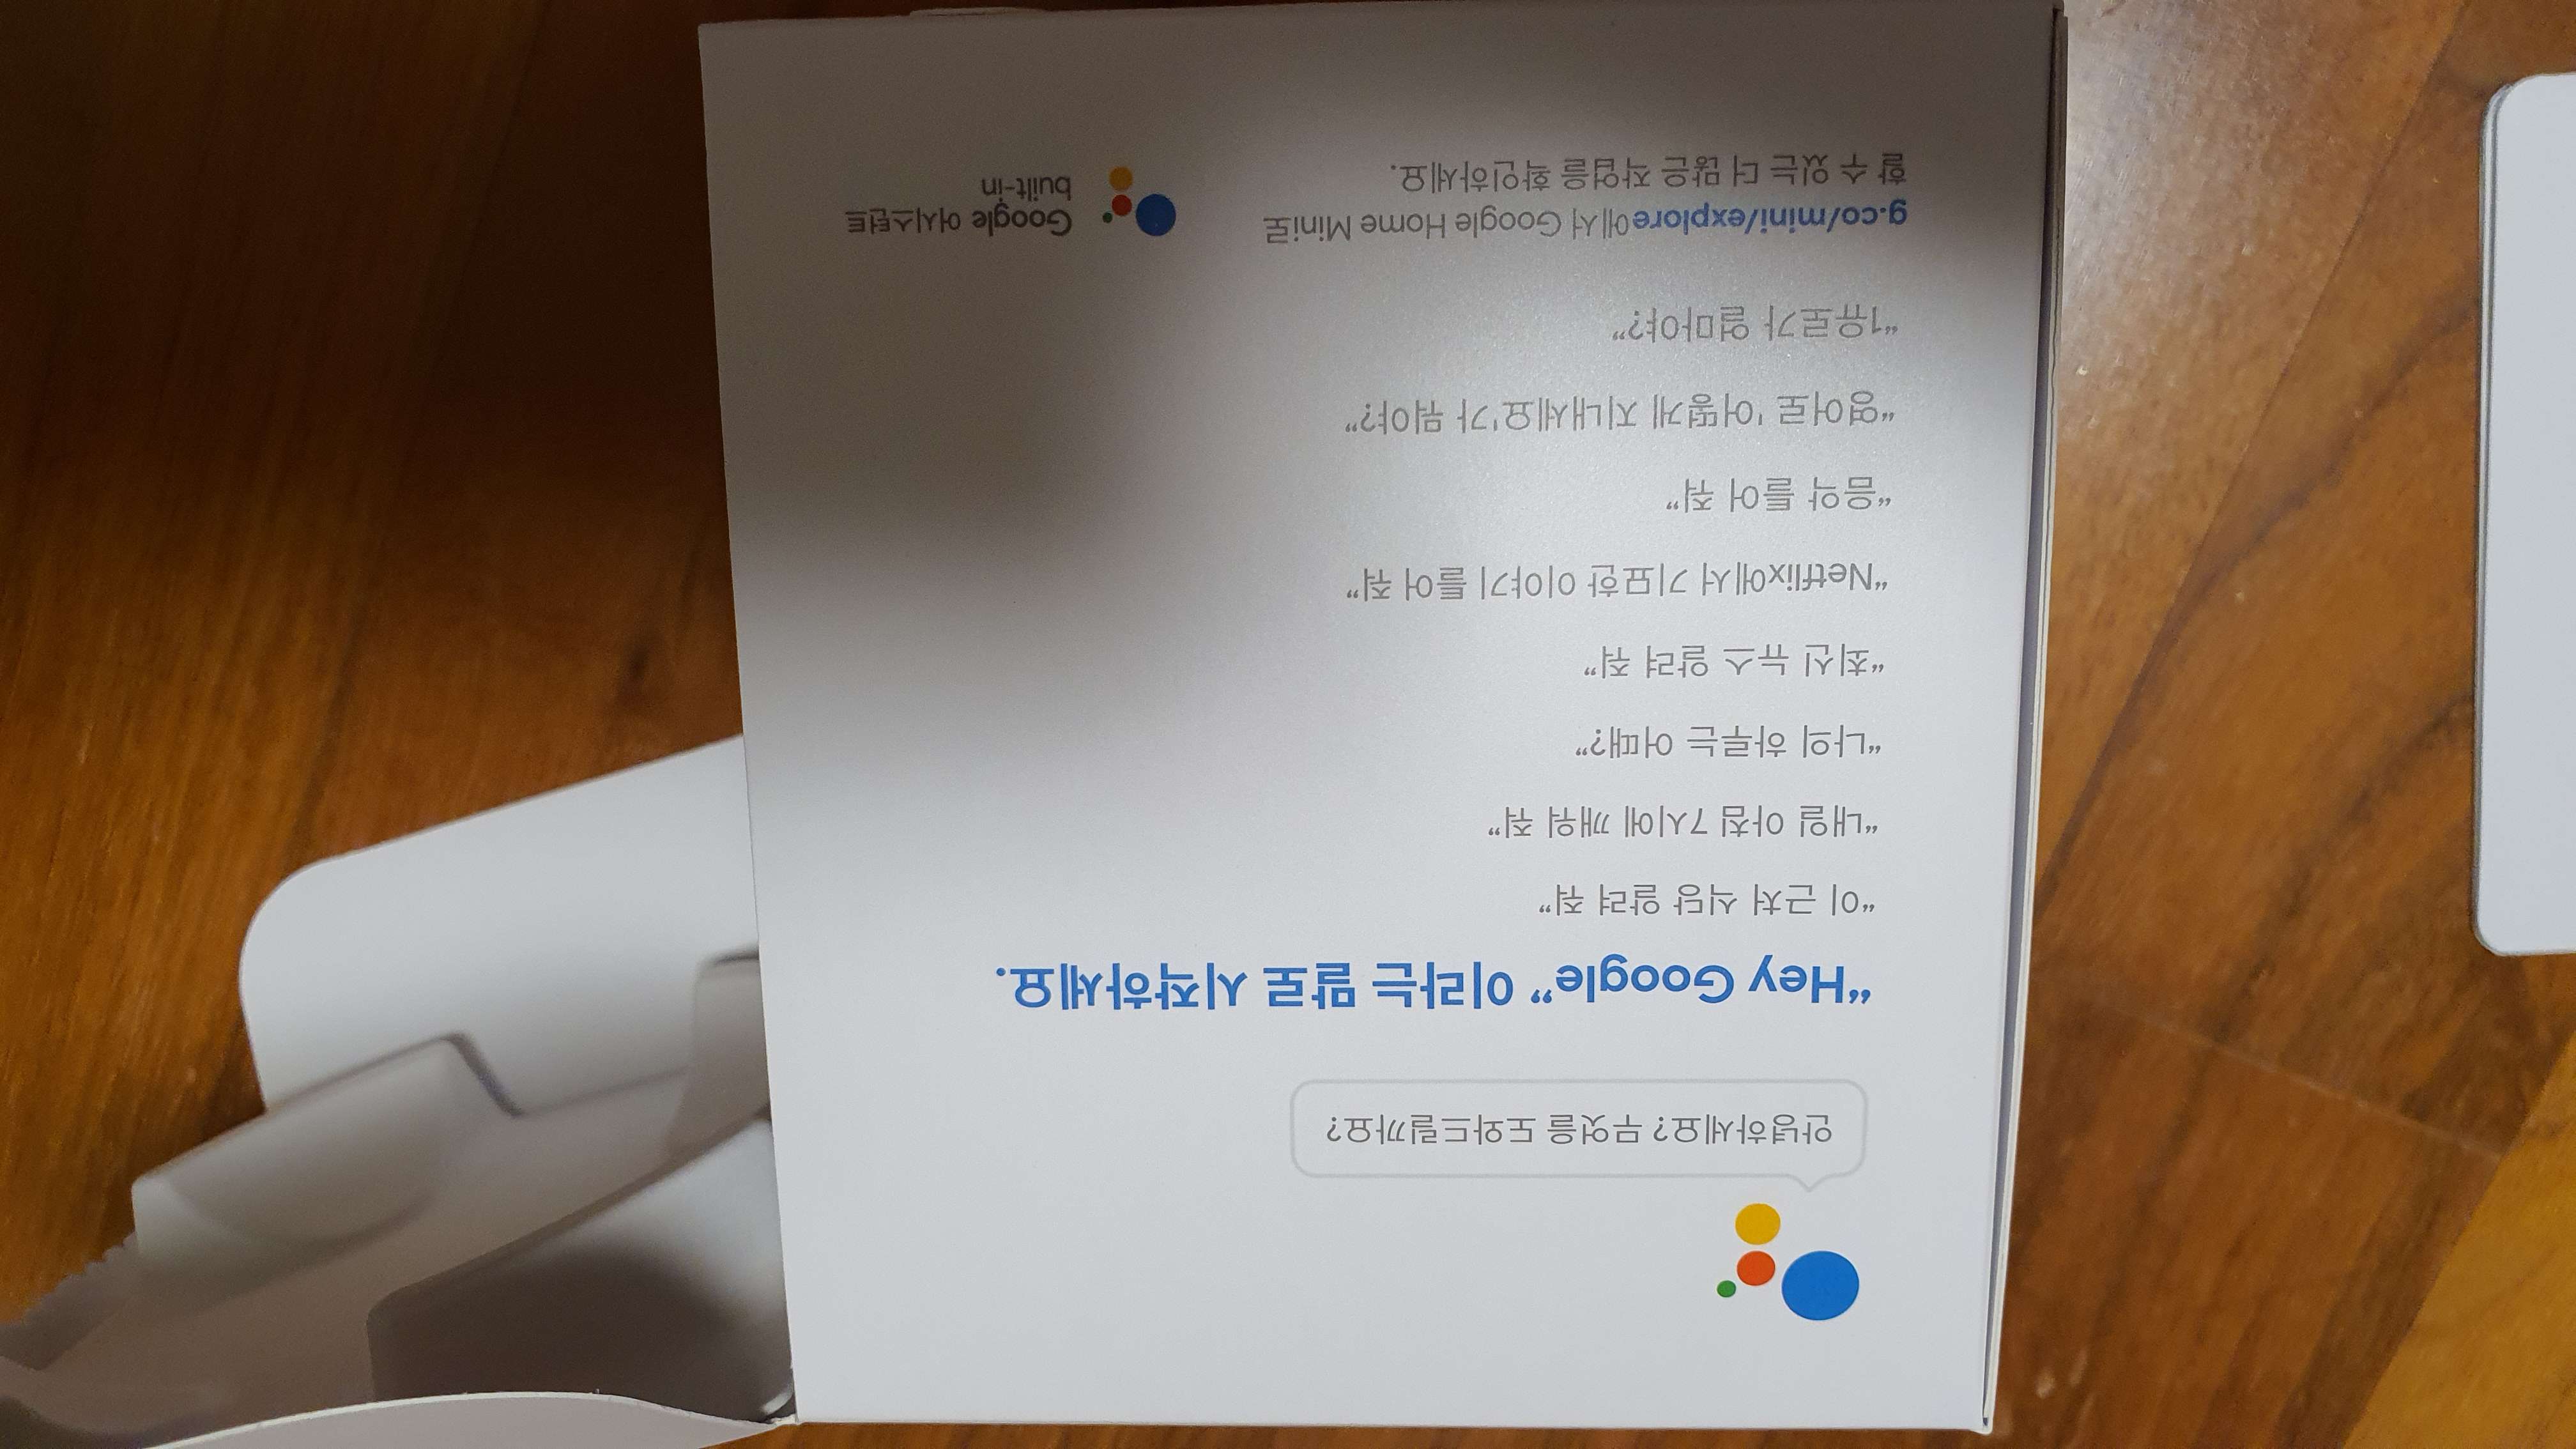 안녕하세요? 무엇을 도와드릴까요?
“Hey Google” 이라는 말로 시작하세요.
“이 근처 식당 알려 줘”
“내일 아침 7시에 깨워 줘”
“나의 하루는 어때?”
“최신 뉴스 알려 줘”
“Netflix에서 기묘한 이야기 틀어 줘”
“음악 틀어 줘”
“영어로 '어떻게 지내세요'가 뭐야?”
“1유로가 얼마야?”
g.co/mini/explore에서 Google Home Mini로
할 수 있는 더 많은 작업을 확인하세요.
Google 어시스턴트
built-in